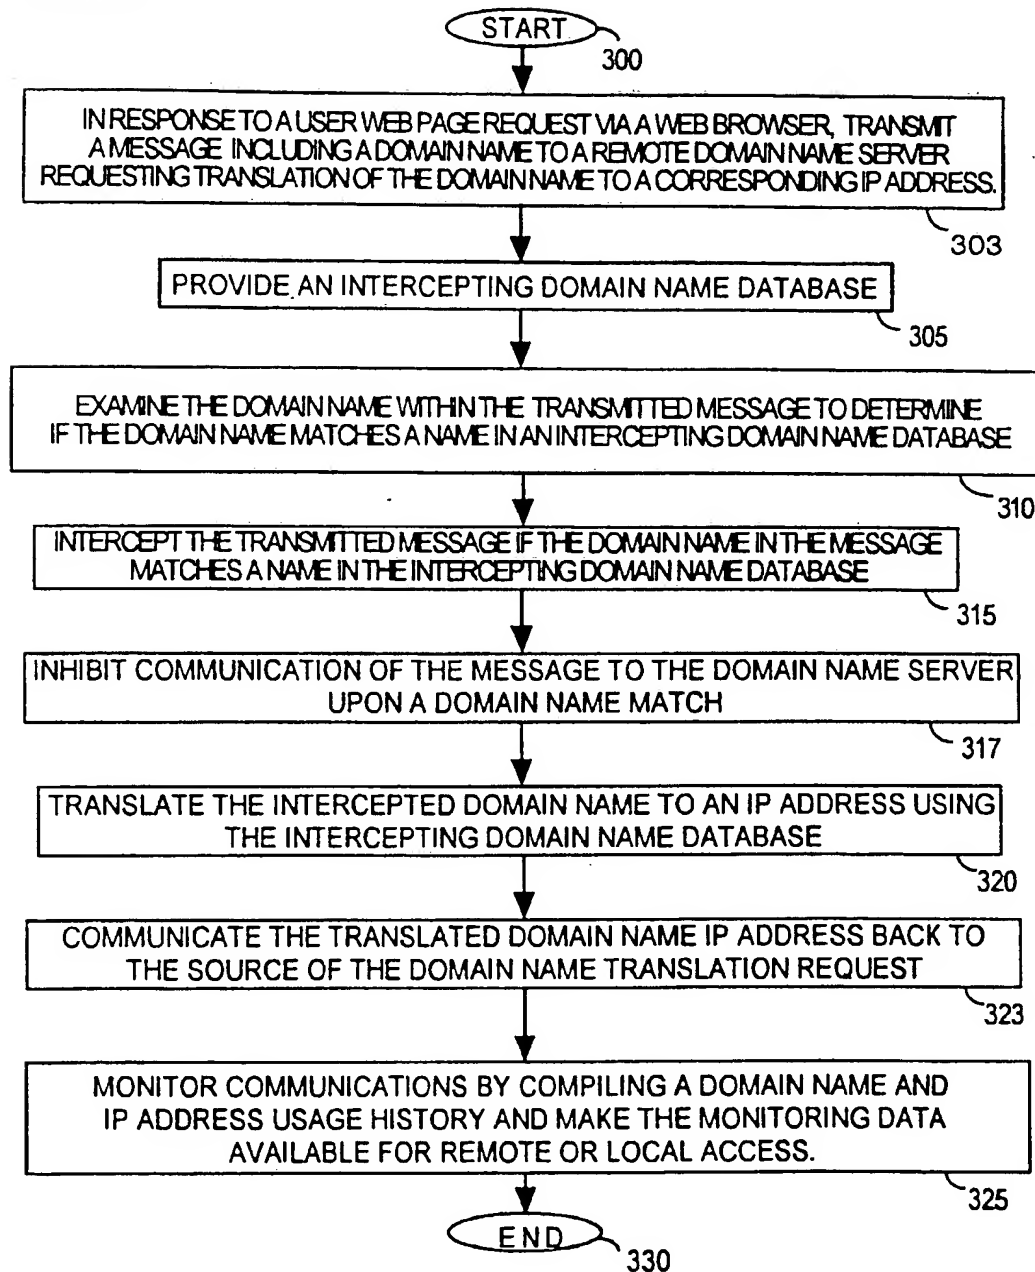 START
300
IN RESPONSE TO A USER WEB PAGE REQUEST VIA A WEB BROWSER, TRANSMIT
A MESSAGE INCLUDING A DOMAIN NAME TO A REMOTE DOMAIN NAME SERVER
REQUESTING TRANSLATION OF THE DOMAIN NAME TO A CORRESPONDING IP ADDRESS.
303
PROVIDE AN INTERCEPTING DOMAIN NAME DATABASE
305
EXAMINE THE DOMAIN NAME WITHIN THE TRANSMITTED MESSAGE TO DETERMINE
IF THE DOMAIN NAME MATCHES A NAME IN AN INTERCEPTING DOMAIN NAME DATABASE
310
INTERCEPT THE TRANSMITTED MESSAGE IF THE DOMAIN NAME IN THE MESSAGE
MATCHES A NAME IN THE INTERCEPTING DOMAIN NAME DATABASE
315
INHIBIT COMMUNICATION OF THE MESSAGE TO THE DOMAIN NAME SERVER
UPON A DOMAIN NAME MATCH
317
TRANSLATE THE INTERCEPTED DOMAIN NAME TO AN IP ADDRESS USING
THE INTERCEPTING DOMAIN NAME DATABASE
320
COMMUNICATE THE TRANSLATED DOMAIN NAME IP ADDRESS BACK TO
THE SOURCE OF THE DOMAIN NAME TRANSLATION REQUEST
323
MONITOR COMMUNICATIONS BY COMPILING A DOMAIN NAME AND
IP ADDRESS USAGE HISTORY AND MAKE THE MONITORING DATA
AVAILABLE FOR REMOTE OR LOCAL ACCESS.
325
END
330